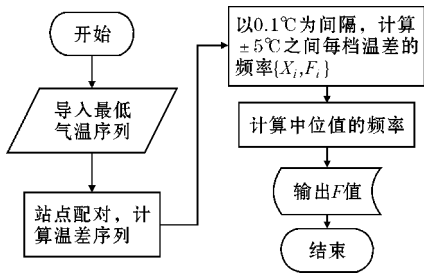 开始
导入最低
气温序列
站点配对，计
算温差序列
以0.1℃为间隔，计算
±5℃之间每档温差的
频率{Xi,Fi}
计算中位值的频率
输出F值
结束